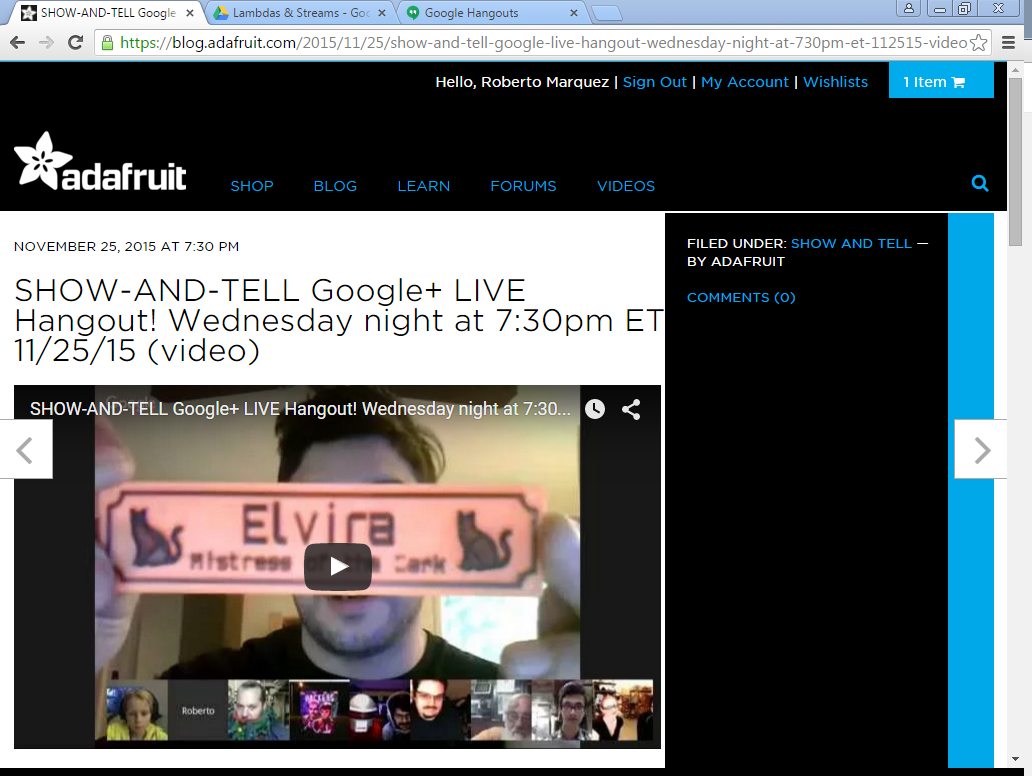 SHOW-AND-TELL Google
Lambdas & Streams - Goo
Google Hangouts
https://blog.adafruit.com/2015/11/25/show-and-tell-google-live-hangout-wednesday-night-at-730pm-et-112515-video
Hello, Roberto Marquez | Sign Out | My Account | Wishlists
1 Item
adafruit
SHOP BLOG LEARN FORUMS VIDEOS
NOVEMBER 25, 2015 AT 7:30 PM
SHOW-AND-TELL Google+ LIVE
Hangout! Wednesday night at 7:30pm ET
11/25/15 (video)
SHOW-AND-TELL Google+ LIVE Hangout! Wednesday night at 7:30...
Elvira
Mistress of the Dark
Roberto
HACKERS
FILED UNDER: SHOW AND TELL —
BY ADAFRUIT
COMMENTS (0)